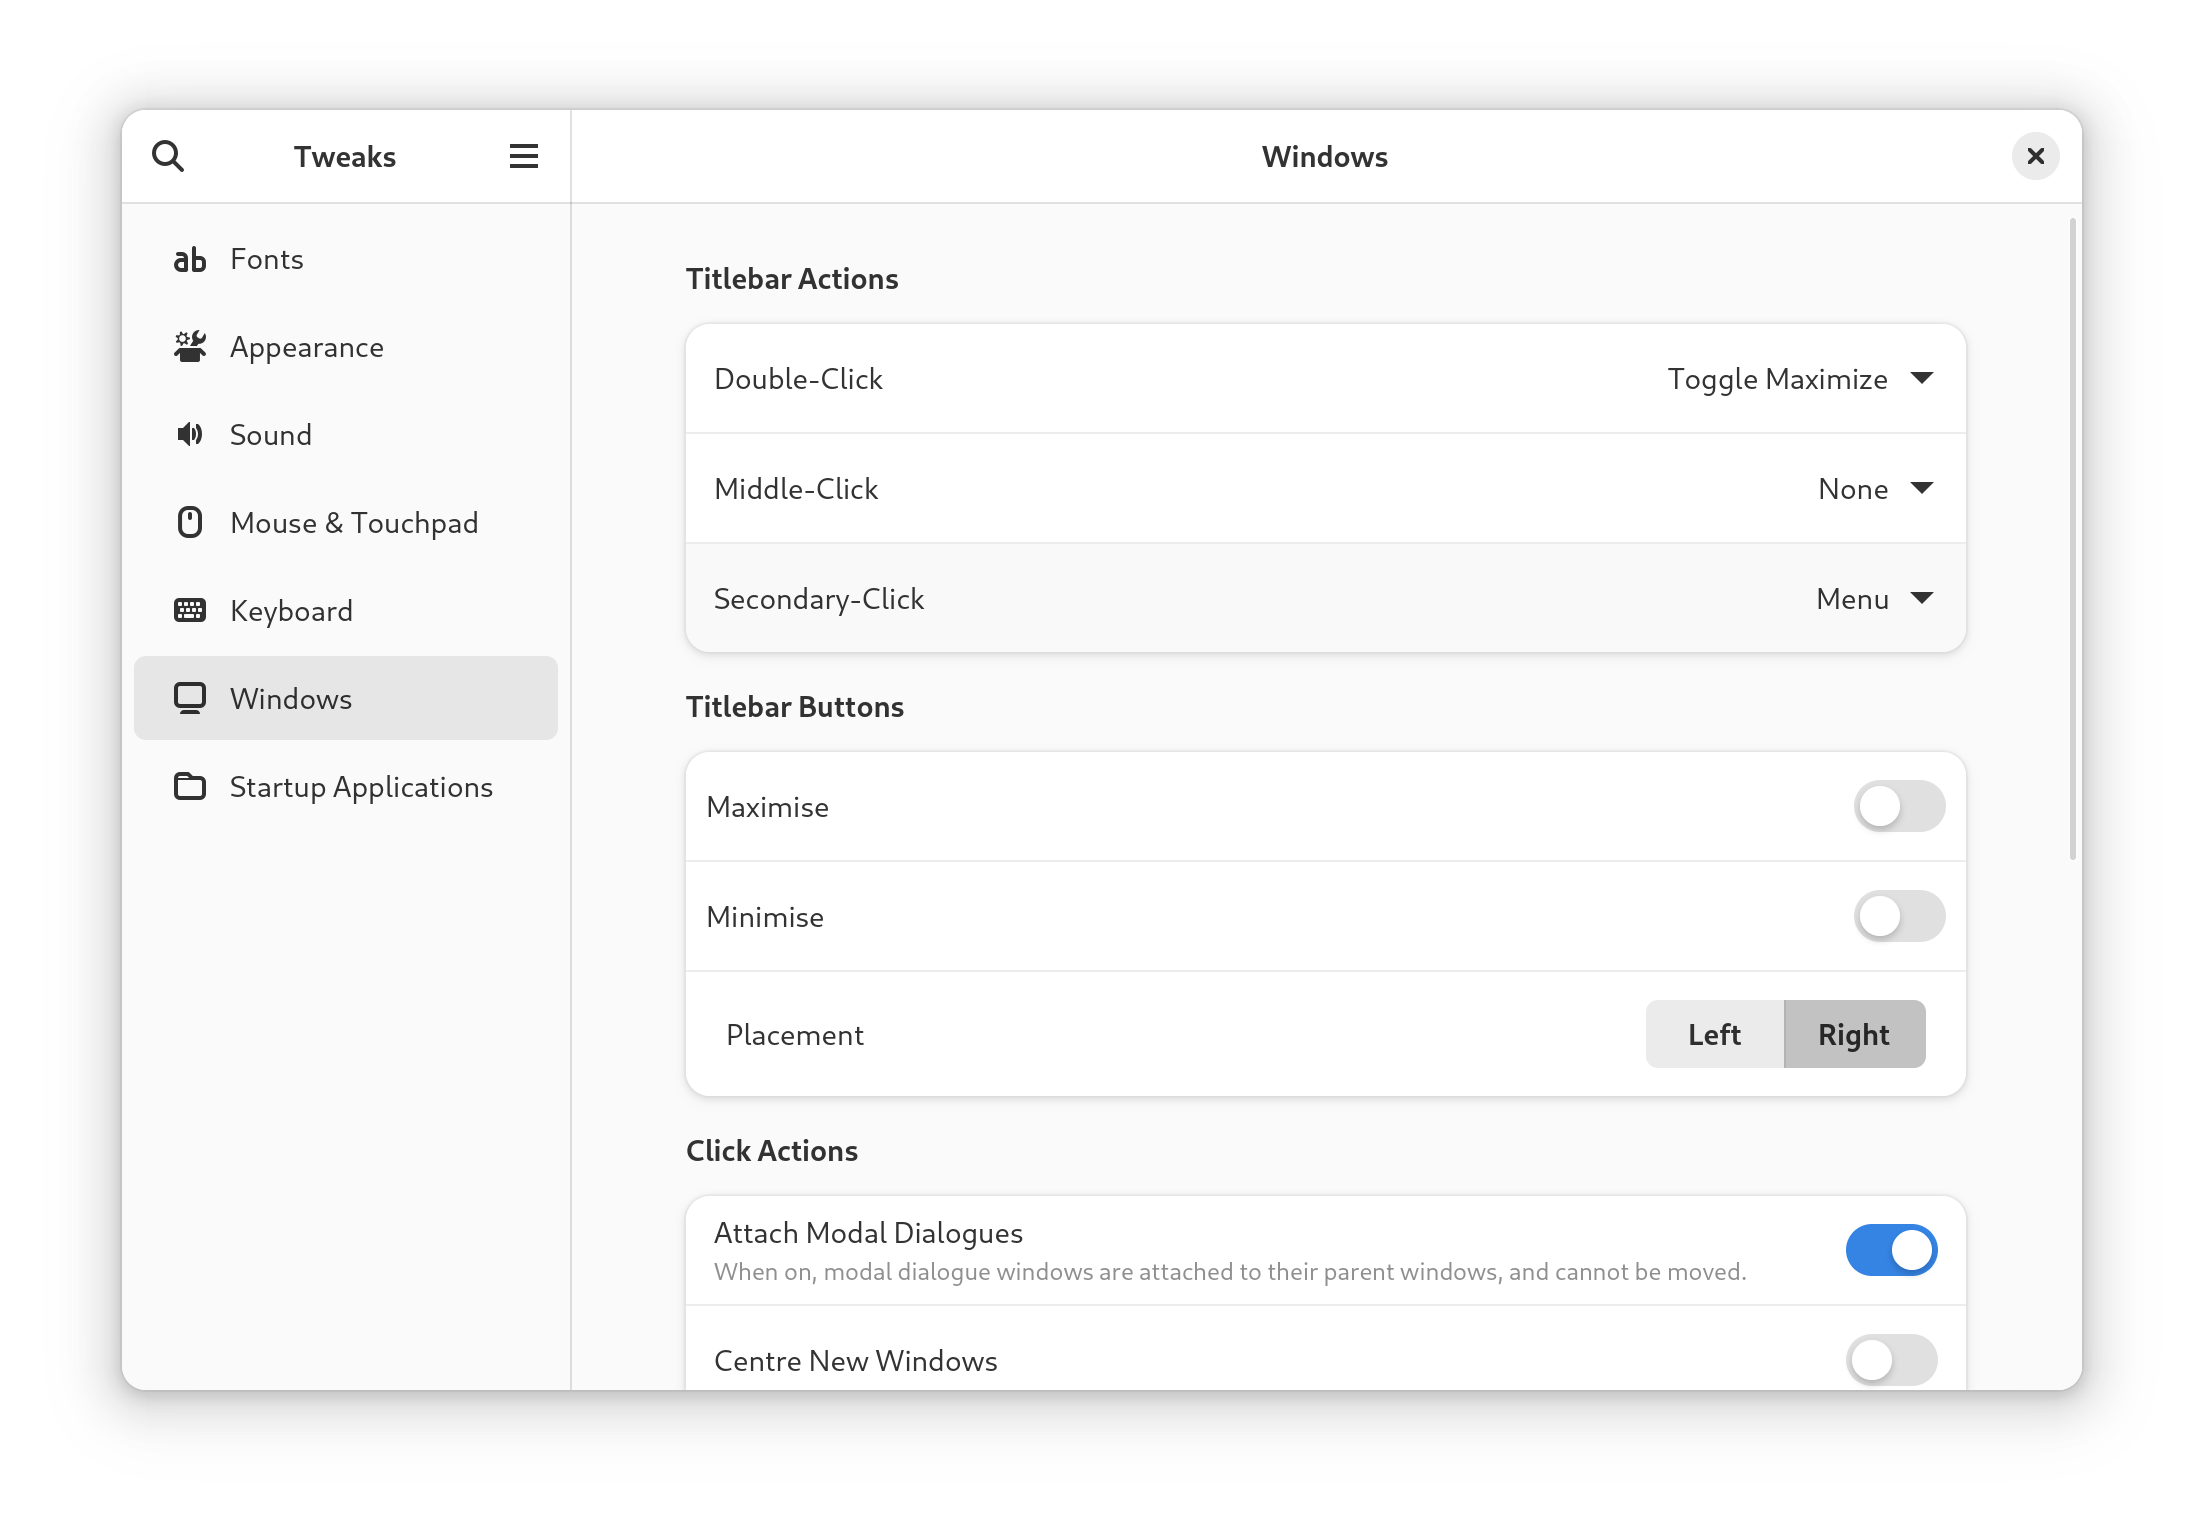 Tweaks
Windows
Fonts
Appearance
Sound
Mouse & Touchpad
Keyboard
Windows
Startup Applications
Titlebar Actions
Double-Click Toggle Maximize
Middle-Click None
Secondary-Click Menu
Titlebar Buttons
Maximise
Minimise
Placement Left Right
Click Actions
Attach Modal Dialogues
When on, modal dialogue windows are attached to their parent windows, and cannot be moved.
Centre New Windows